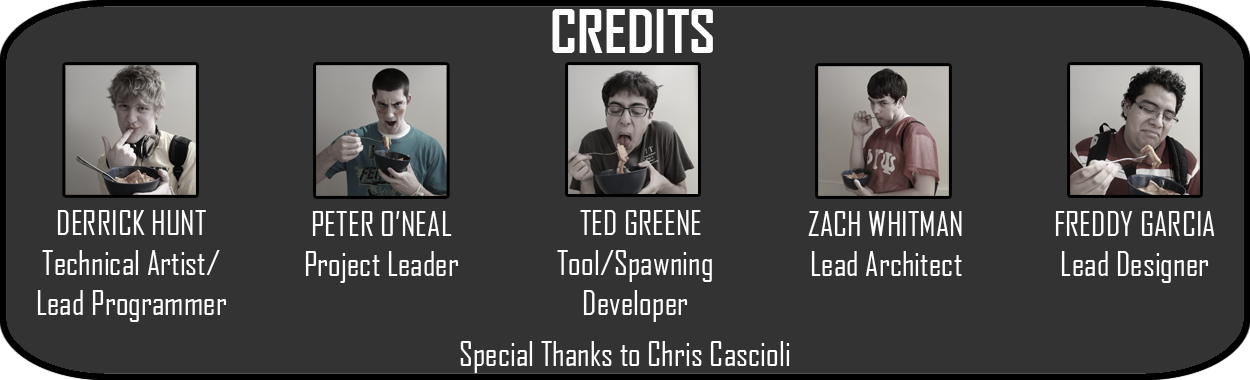 CREDITS
DERRICK HUNT
Technical Artist/
Lead Programmer
PETER O'NEAL
Project Leader
TED GREENE
Tool/Spawning
Developer
ZACH WHITMAN
Lead Architect
FREDDY GARCIA
Lead Designer
Special Thanks to Chris Cascioli